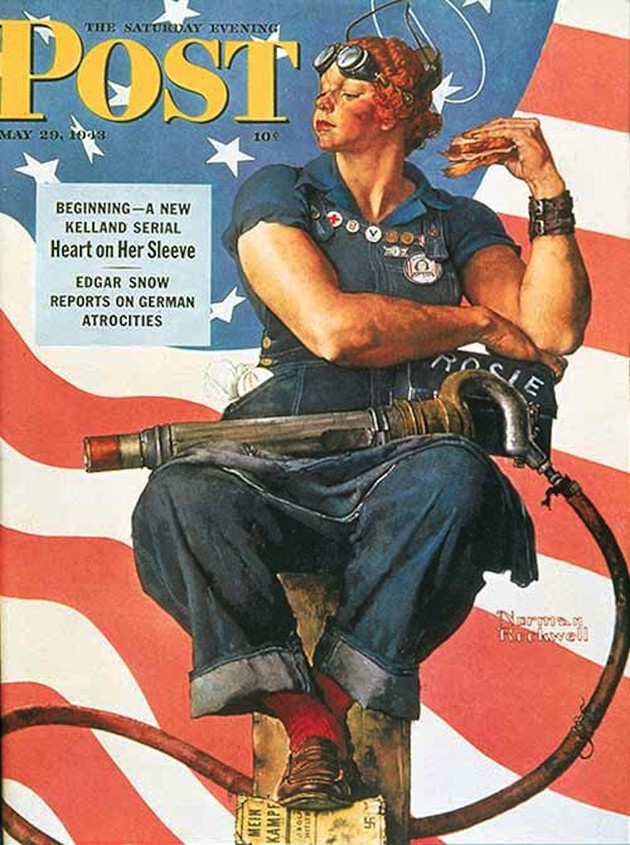 THE SATURDAY EVENING
POST
MAY 29, 1943 10¢
BEGINNING—A NEW
KELLAND SERIAL
Heart on Her Sleeve
EDGAR SNOW
REPORTS ON GERMAN
ATROCITIES
ROSIE
Norman
Rockwell
MEIN
KAMPF